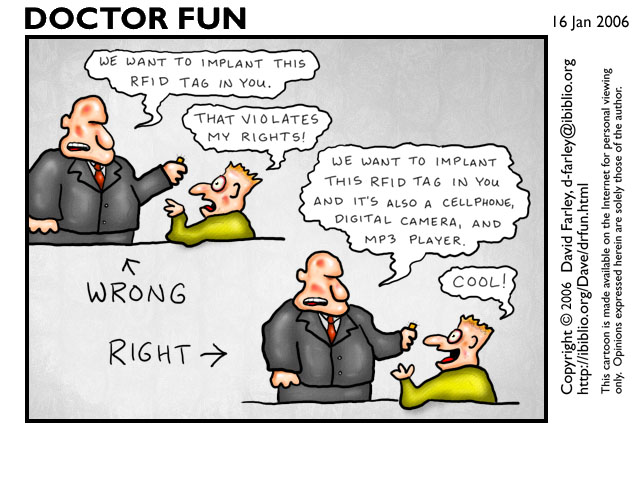 DOCTOR FUN
16 Jan 2006
WE WANT TO IMPLANT THIS
RFID TAG IN YOU.
THAT VIOLATES
MY RIGHTS!
WRONG
WE WANT TO IMPLANT
THIS RFID TAG IN YOU
AND IT'S ALSO A CELLPHONE,
DIGITAL CAMERA, AND
MP3 PLAYER.
COOL!
RIGHT →
Copyright © 2006 David Farley, d-farley@ibiblio.org
http://ibiblio.org/Dave/drfun.html
This cartoon is made available on the Internet for personal viewing
only. Opinions expressed herein are solely those of the author.